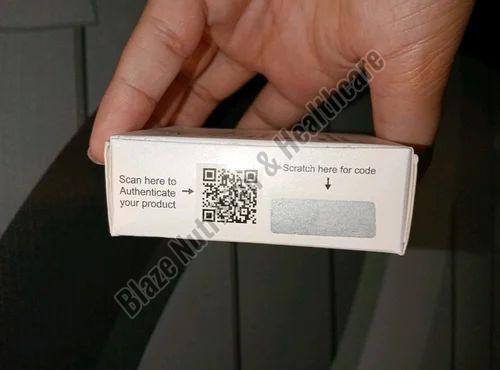 Scan here to
Authenticate
your product
Scratch here for code
Blaze Nutrition & Healthcare